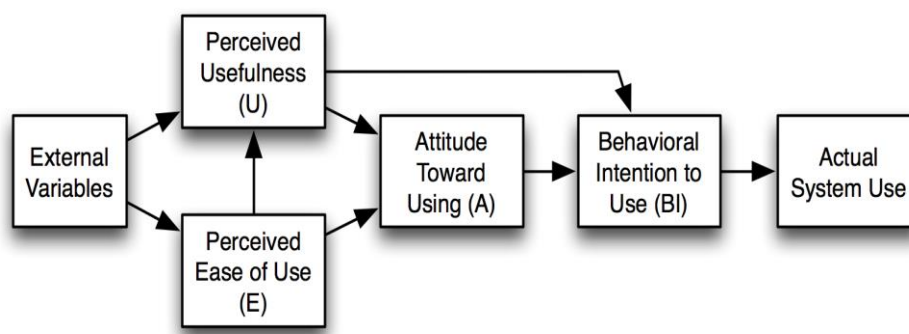 External
Variables
Perceived
Usefulness
(U)
Perceived
Ease of Use
(E)
Attitude
Toward
Using (A)
Behavioral
Intention to
Use (BI)
Actual
System Use